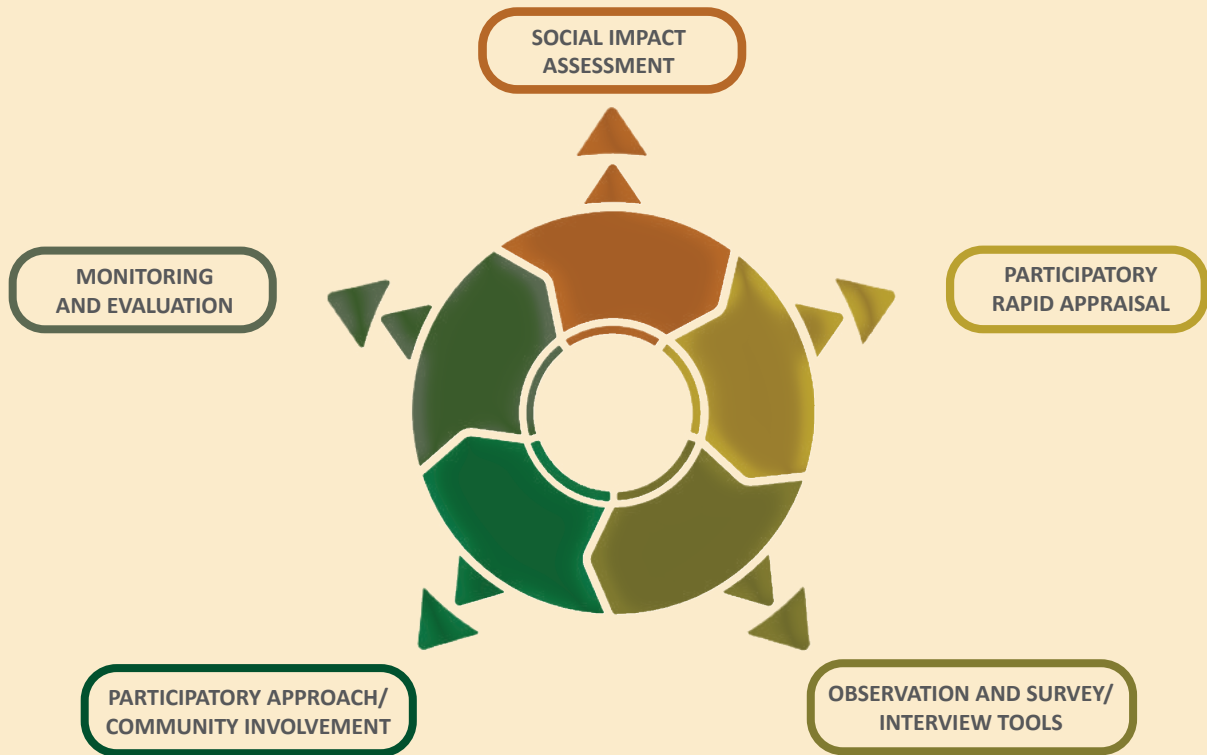 SOCIAL IMPACT
ASSESSMENT
MONITORING
AND EVALUATION
PARTICIPATORY
RAPID APPRAISAL
PARTICIPATORY APPROACH/
COMMUNITY INVOLVEMENT
OBSERVATION AND SURVEY/
INTERVIEW TOOLS